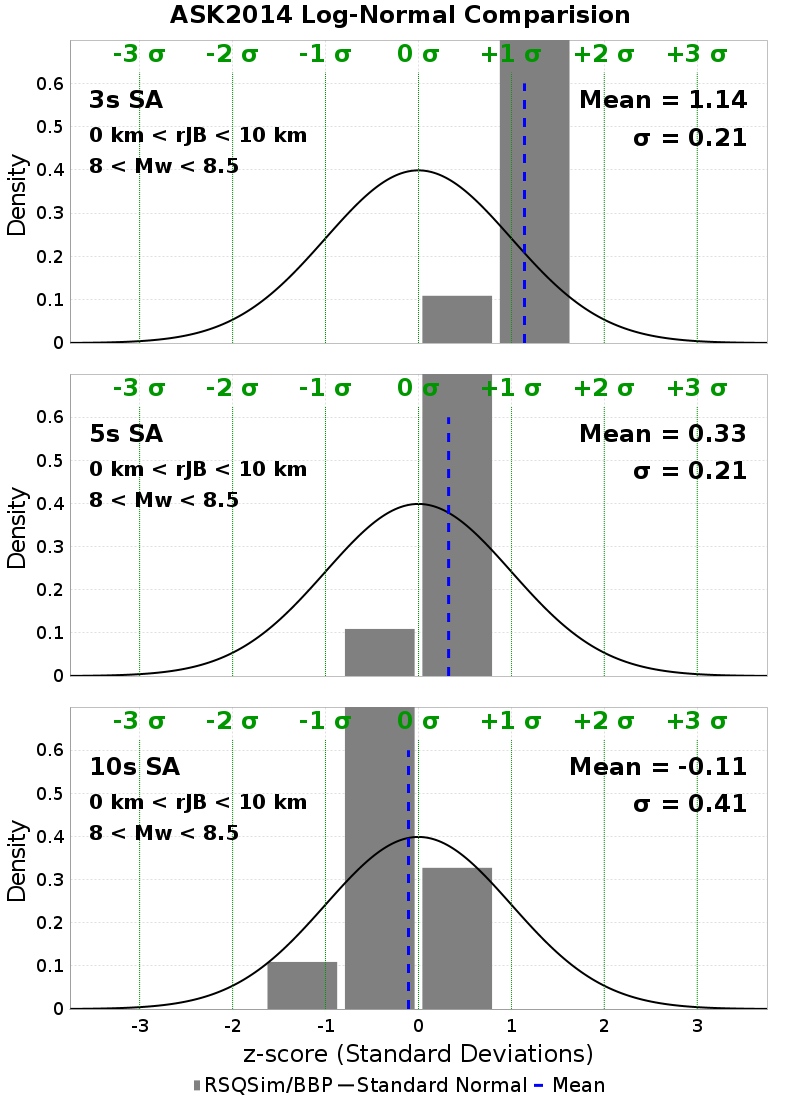 ASK2014 Log-Normal Comparision
-3 σ -2 σ -1 σ 0 σ +1 σ +2 σ +3 σ
0.6
3s SA Mean = 1.14
0.5
0 km < rJB < 10 km σ = 0.21
8 < Mw < 8.5
0.4
0.3
0.2
0.1
0
Density
-3 σ -2 σ -1 σ 0 σ +1 σ +2 σ +3 σ
0.6
5s SA Mean = 0.33
0.5
0 km < rJB < 10 km σ = 0.21
8 < Mw < 8.5
0.4
0.3
0.2
0.1
0
Density
-3 σ -2 σ -1 σ 0 σ +1 σ +2 σ +3 σ
0.6
10s SA Mean = -0.11
0.5
0 km < rJB < 10 km σ = 0.41
8 < Mw < 8.5
0.4
0.3
0.2
0.1
0
Density
-3 -2 -1 0 1 2 3
z-score (Standard Deviations)
RSQSim/BBP Standard Normal Mean